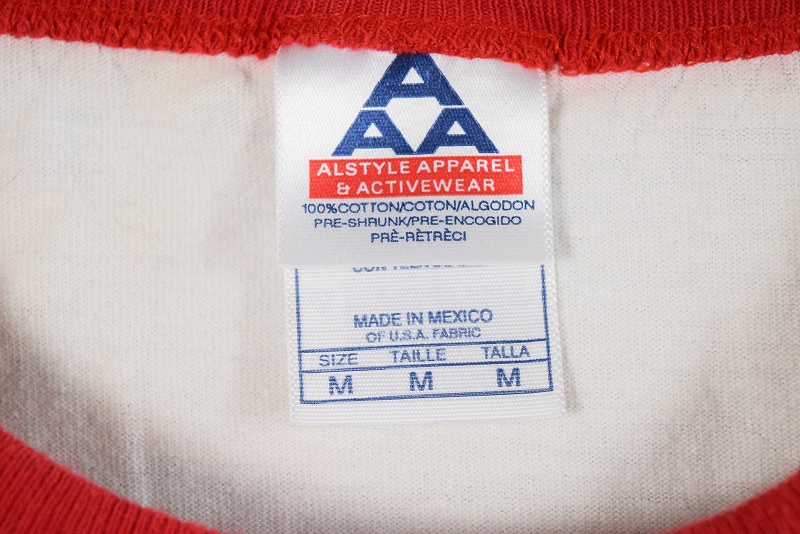 A
A A
ALSTYLE APPAREL
& ACTIVEWEAR
100%COTTON/COTON/ALGODON
PRE-SHRUNK/PRE-ENCOGIDO
PRÈ-RÈTRÈCI
MADE IN MEXICO
OF U.S.A. FABRIC
SIZE TAILLE TALLA
M M M